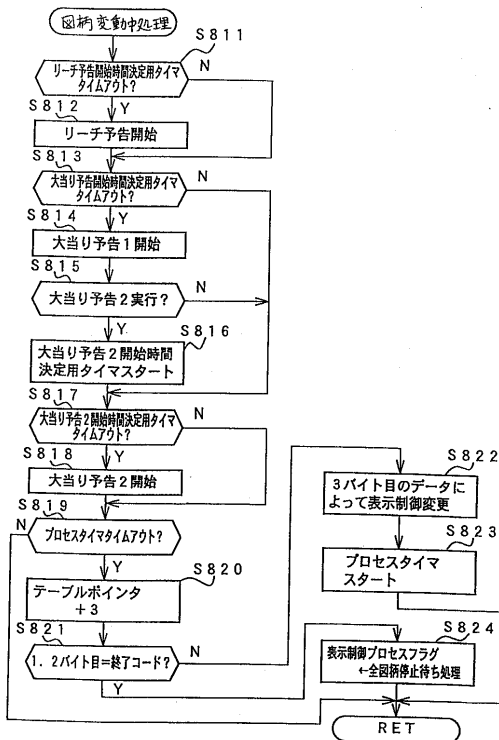 図柄変動中処理
S811
リーチ予告開始時間決定用タイマ
タイムアウト?
N
Y
S812
リーチ予告開始
S813
大当り予告開始時間決定用タイマ
タイムアウト?
N
Y
S814
大当り予告1開始
S815
大当り予告2実行?
N
Y
S816
大当り予告2開始時間
決定用タイマスタート
S817
大当り予告2開始時間決定用タイマ
タイムアウト?
N
Y
S818
大当り予告2開始
S819
N
プロセスタイマタイムアウト?
Y
S820
テーブルポインタ
+3
S821
1.2バイト目=終了コード?
N
Y
S822
3バイト目のデータに
よって表示制御変更
S823
プロセスタイマ
スタート
S824
表示制御プロセスフラグ
←全図柄停止待ち処理
RET